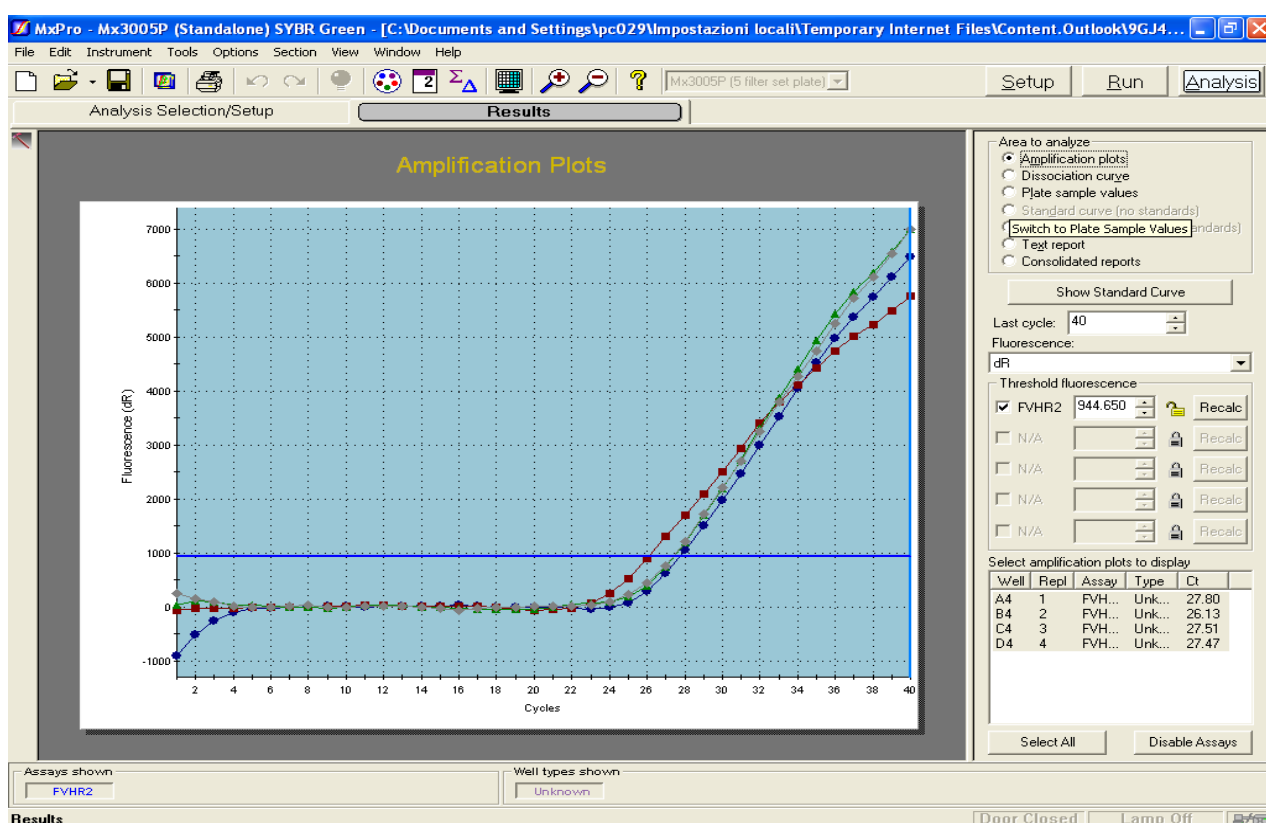 MxPro - Mx3005P (Standalone) SYBR Green - [C:\Documents and Settings\pc029\Impostazioni locali\Temporary Internet Files\Content.Outlook\9GJ4...
File Edit Instrument Tools Options Section View Window Help
2 ΣΔ ? Mx3005P (5 filter set plate) Setup Run Analysis
Analysis Selection/Setup Results
Amplification Plots
7000
6000
5000
4000
3000
2000
1000
0
-1000
Fluorescence (dR)
2 4 6 8 10 12 14 16 18 20 22 24 26 28 30 32 34 36 38 40
Cycles
Area to analyze
Amplification plots
Dissociation curve
Plate sample values
Standard curve (no standards)
Switch to Plate Sample Values
Text report
Consolidated reports
Show Standard Curve
Last cycle: 40
Fluorescence:
dR
Threshold fluorescence
FVHR2 944.650 Recalc
N/A Recalc
N/A Recalc
N/A Recalc
N/A Recalc
Select amplification plots to display
Well Repl Assay Type Ct
A4 1 FVH... Unk... 27.80
B4 2 FVH... Unk... 26.13
C4 3 FVH... Unk... 27.51
D4 4 FVH... Unk... 27.47
Select All Disable Assays
Assays shown
FVHR2
Well types shown
Unknown
Results Door Closed Lamp Off